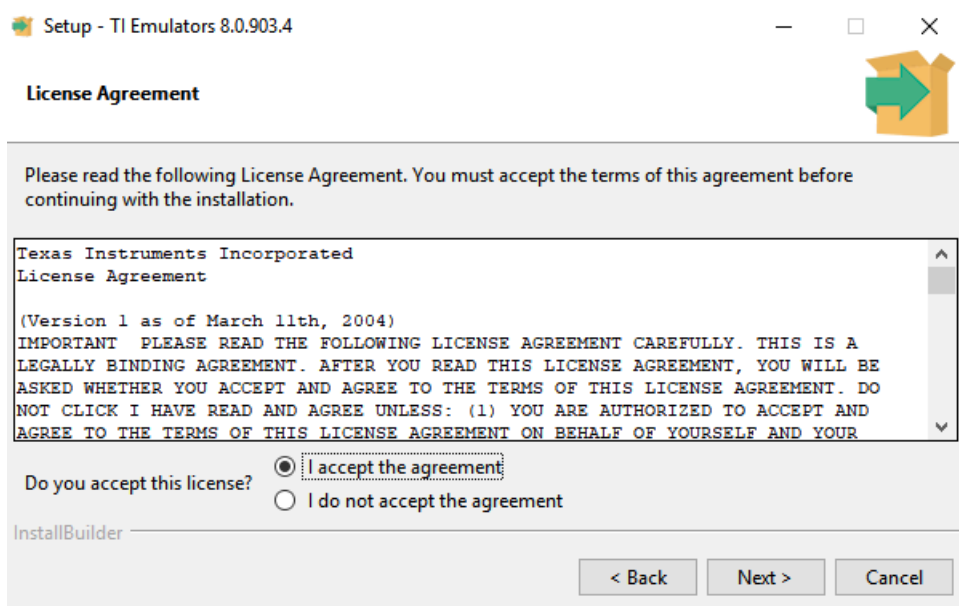 Setup - TI Emulators 8.0.903.4
License Agreement
Please read the following License Agreement. You must accept the terms of this agreement before
continuing with the installation.
Texas Instruments Incorporated
License Agreement
(Version 1 as of March 11th, 2004)
IMPORTANT  PLEASE READ THE FOLLOWING LICENSE AGREEMENT CAREFULLY. THIS IS A
LEGALLY BINDING AGREEMENT. AFTER YOU READ THIS LICENSE AGREEMENT, YOU WILL BE
ASKED WHETHER YOU ACCEPT AND AGREE TO THE TERMS OF THIS LICENSE AGREEMENT. DO
NOT CLICK I HAVE READ AND AGREE UNLESS: (1) YOU ARE AUTHORIZED TO ACCEPT AND
AGREE TO THE TERMS OF THIS LICENSE AGREEMENT ON BEHALF OF YOURSELF AND YOUR
Do you accept this license?
I accept the agreement
I do not accept the agreement
InstallBuilder
< Back
Next >
Cancel